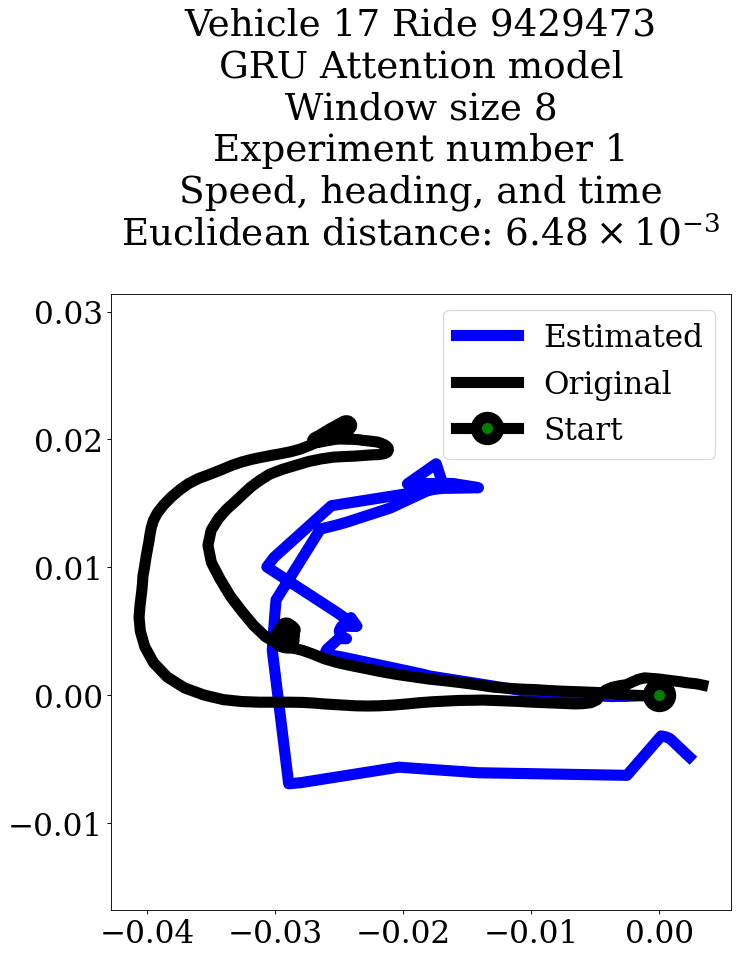 Vehicle 17 Ride 9429473
GRU Attention model
Window size 8
Experiment number 1
Speed, heading, and time
Euclidean distance: 6.48 × 10⁻³
Estimated
Original
Start
0.03
0.02
0.01
0.00
−0.01
−0.04 −0.03 −0.02 −0.01 0.00